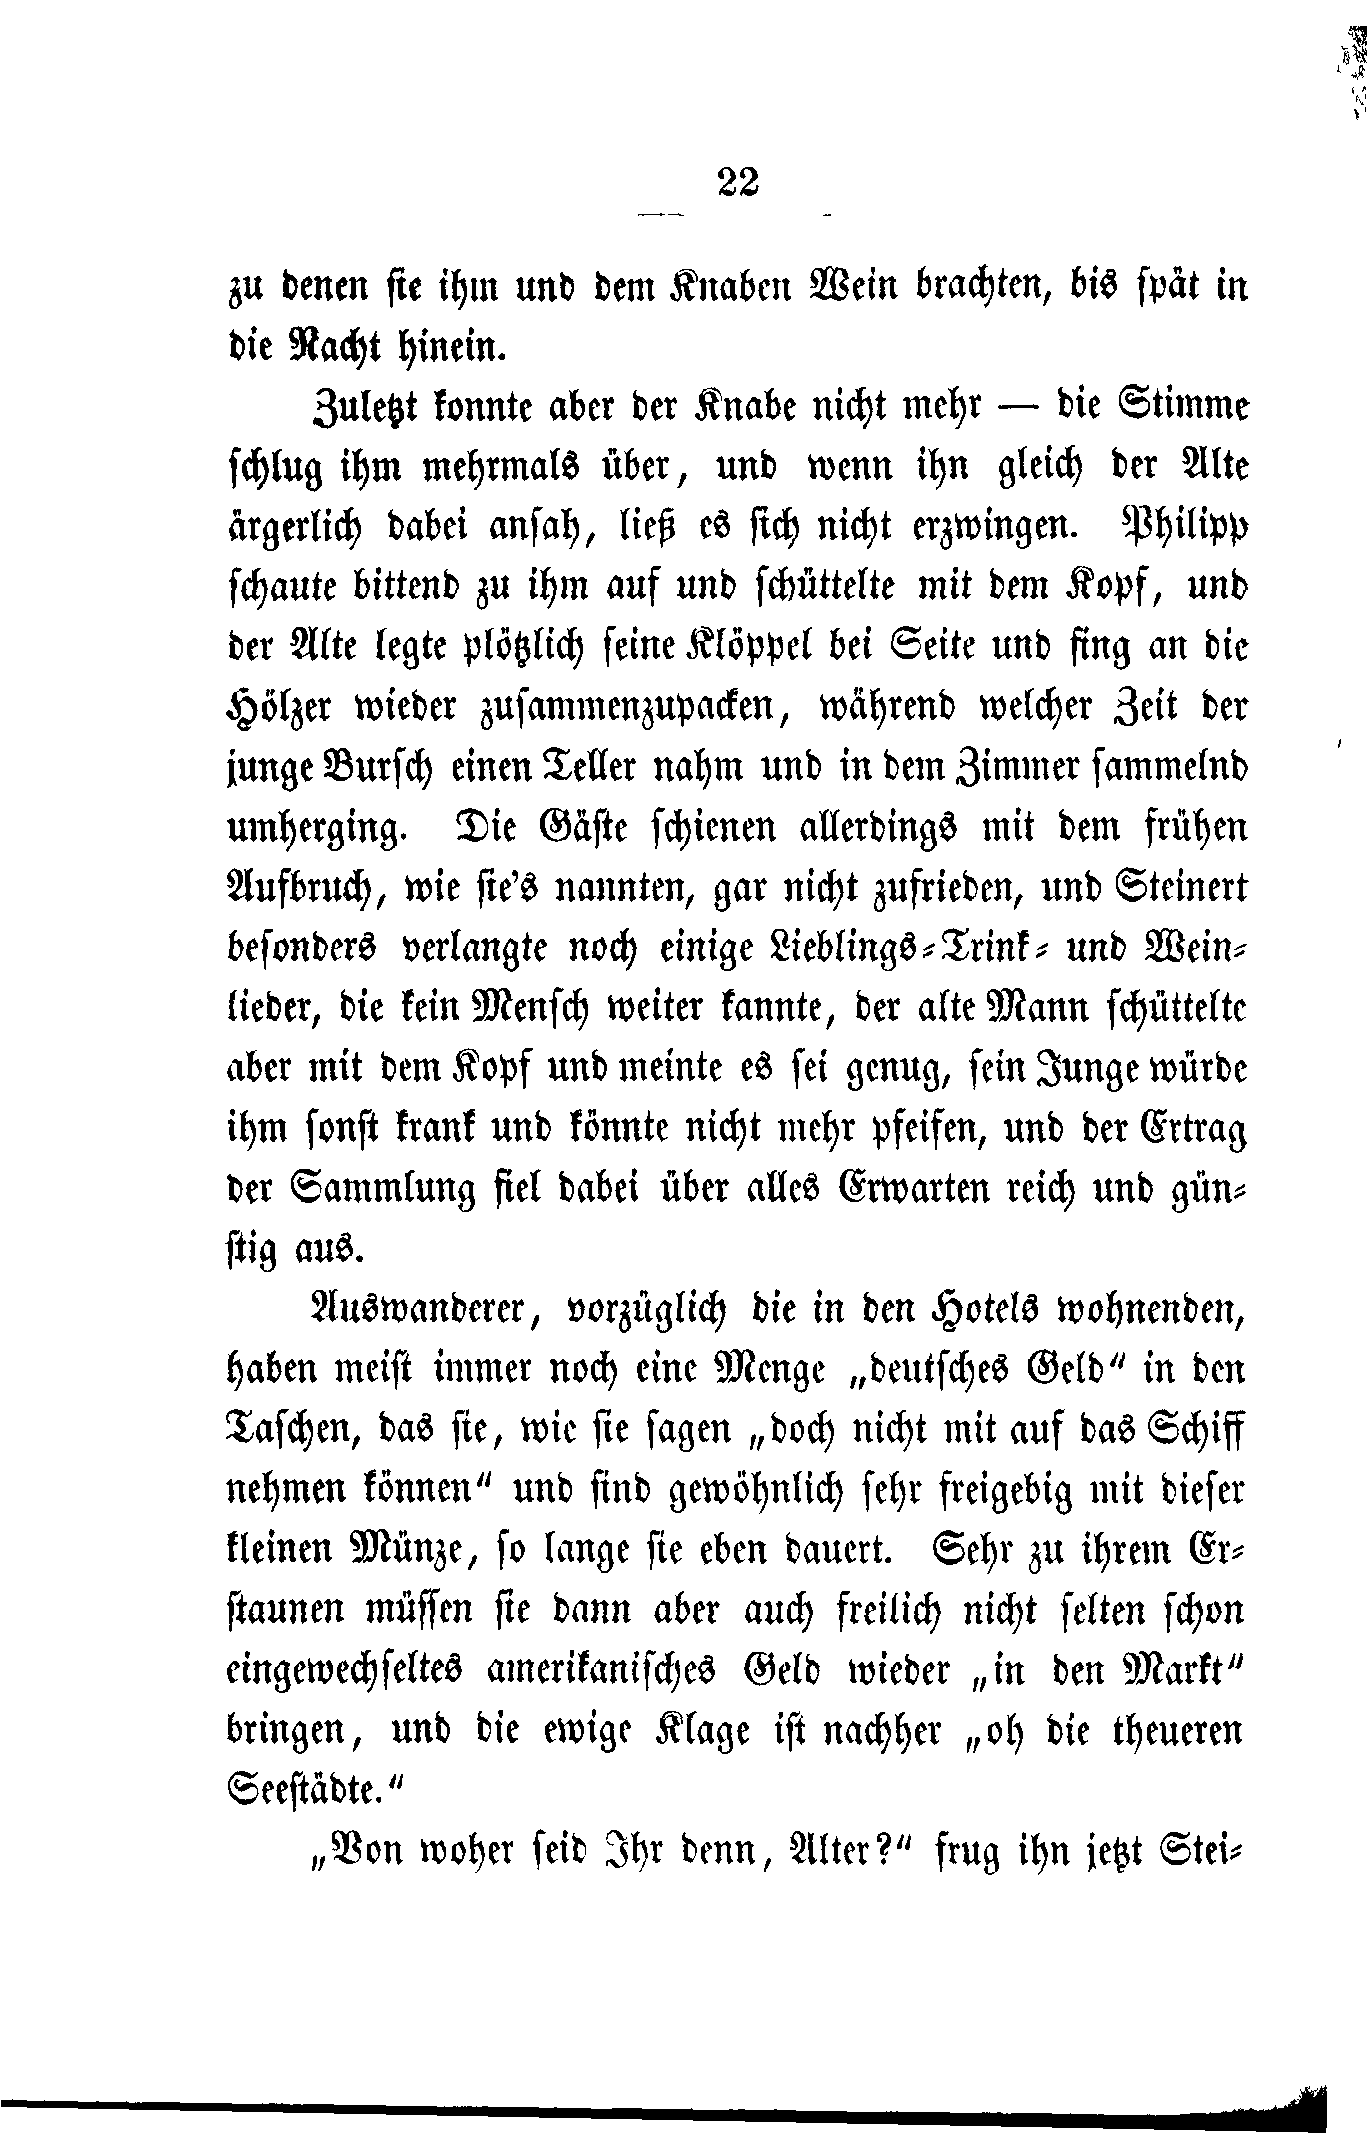 22
zu denen sie ihm und dem Knaben Wein brachten, bis spät in
die Nacht hinein.
Zuletzt konnte aber der Knabe nicht mehr — die Stimme
schlug ihm mehrmals über, und wenn ihn gleich der Alte
ärgerlich dabei ansah, ließ es sich nicht erzwingen. Philipp
schaute bittend zu ihm auf und schüttelte mit dem Kopf, und
der Alte legte plötzlich seine Klöppel bei Seite und fing an die
Hölzer wieder zusammenzupacken, während welcher Zeit der
junge Bursch einen Teller nahm und in dem Zimmer sammelnd
umherging. Die Gäste schienen allerdings mit dem frühen
Aufbruch, wie sie's nannten, gar nicht zufrieden, und Steinert
besonders verlangte noch einige Lieblings-Trink- und Wein-
lieder, die kein Mensch weiter kannte, der alte Mann schüttelte
aber mit dem Kopf und meinte es sei genug, sein Junge würde
ihm sonst krank und könnte nicht mehr pfeifen, und der Ertrag
der Sammlung fiel dabei über alles Erwarten reich und gün-
stig aus.
Auswanderer, vorzüglich die in den Hotels wohnenden,
haben meist immer noch eine Menge „deutsches Geld“ in den
Taschen, das sie, wie sie sagen „doch nicht mit auf das Schiff
nehmen können“ und sind gewöhnlich sehr freigebig mit dieser
kleinen Münze, so lange sie eben dauert. Sehr zu ihrem Er-
staunen müssen sie dann aber auch freilich nicht selten schon
eingewechseltes amerikanisches Geld wieder „in den Markt“
bringen, und die ewige Klage ist nachher „oh die theueren
Seestädte.“
„Von woher seid Ihr denn, Alter?“ frug ihn jetzt Stei-